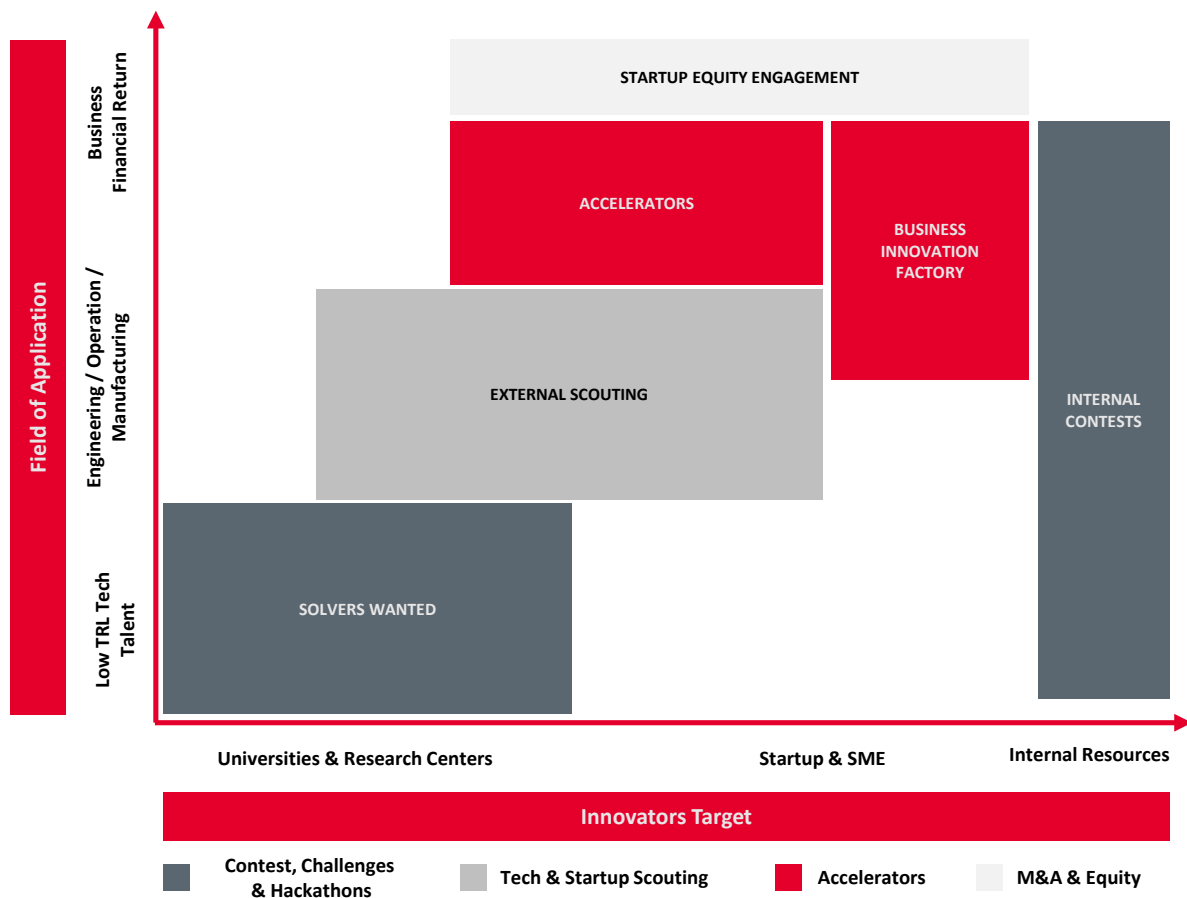 Field of Application
Business
Financial Return
Engineering / Operation /
Manufacturing
Low TRL Tech
Talent
STARTUP EQUITY ENGAGEMENT
ACCELERATORS
BUSINESS
INNOVATION
FACTORY
EXTERNAL SCOUTING
INTERNAL
CONTESTS
SOLVERS WANTED
Universities & Research Centers
Startup & SME
Internal Resources
Innovators Target
Contest, Challenges
& Hackathons
Tech & Startup Scouting
Accelerators
M&A & Equity